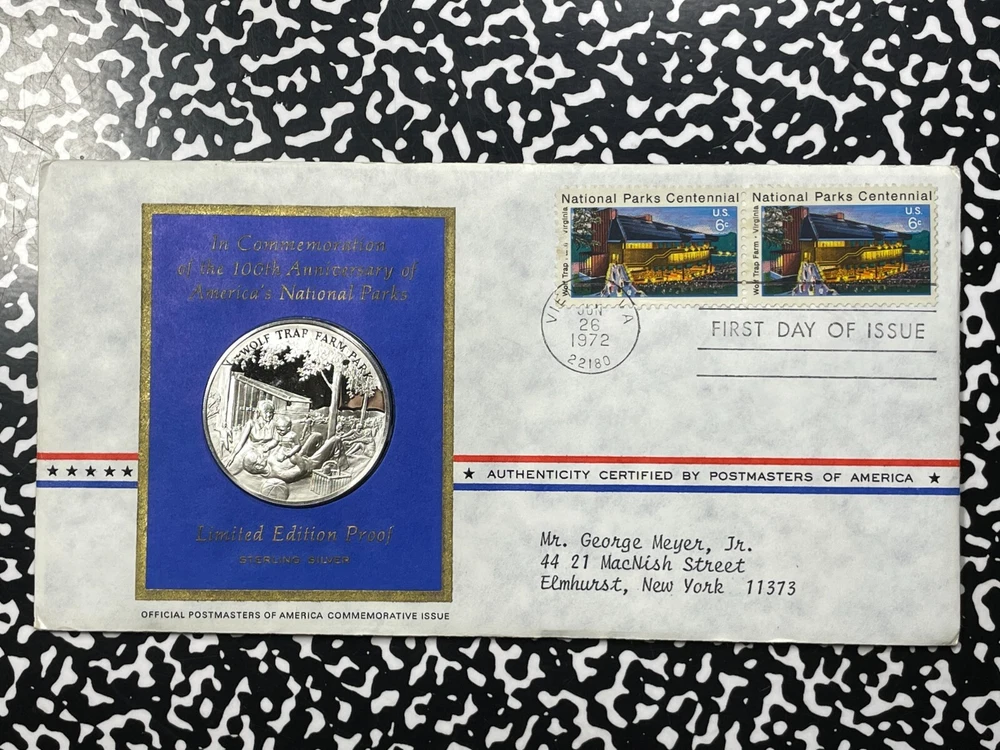 In Commemoration
of the 100th Anniversary of
America's National Parks
WOLF TRAP FARM PARK
Limited Edition Proof
STERLING SILVER
OFFICIAL POSTMASTERS OF AMERICA COMMEMORATIVE ISSUE
National Parks Centennial
U.S.
6c
Wolf Trap Virginia
National Parks Centennial
U.S.
6c
Wolf Trap Farm - Virginia
JUN
26
1972
22180
FIRST DAY OF ISSUE
★★★★★
★ AUTHENTICITY CERTIFIED BY POSTMASTERS OF AMERICA ★
Mr. George Meyer, Jr.
44 21 MacNish Street
Elmhurst, New York 11373